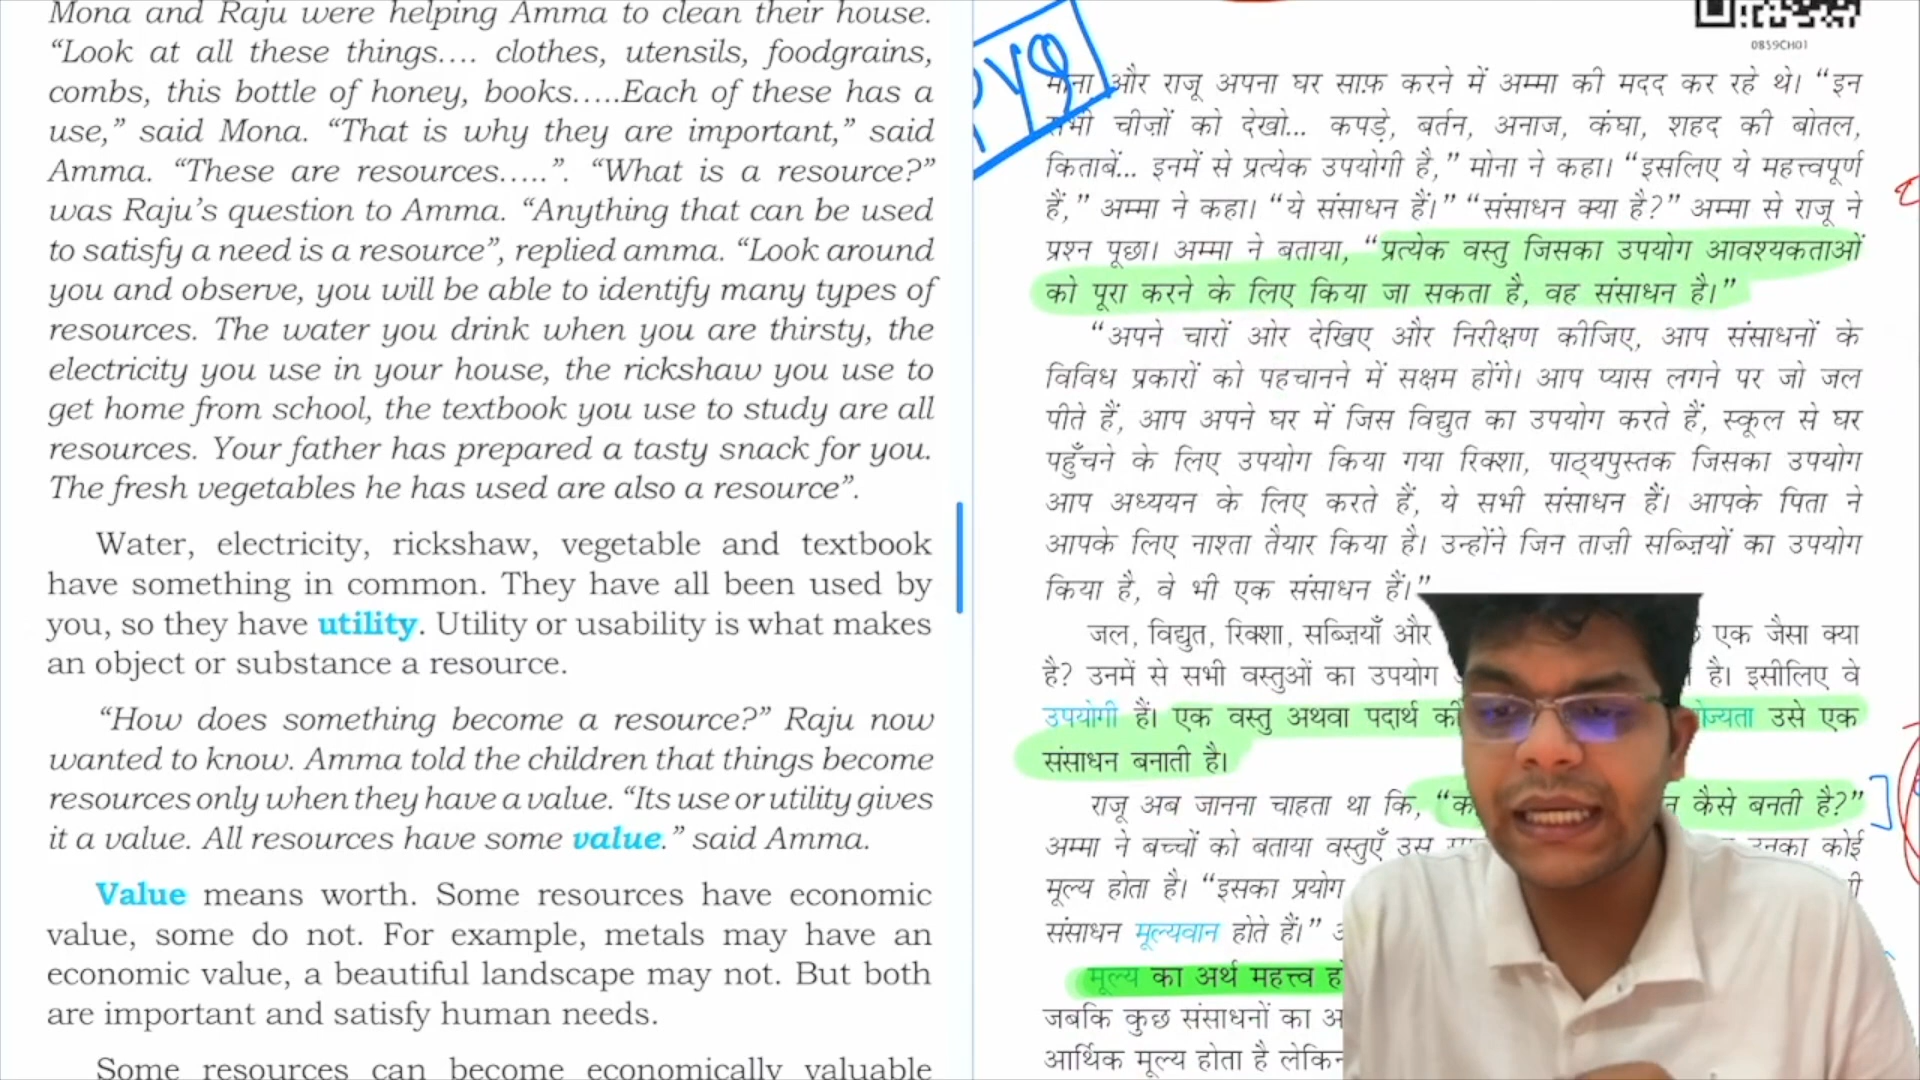 Mona and Raju were helping Amma to clean their house.
“Look at all these things.... clothes, utensils, foodgrains,
combs, this bottle of honey, books.....Each of these has a
use,” said Mona. “That is why they are important,” said
Amma. “These are resources.....”. “What is a resource?”
was Raju’s question to Amma. “Anything that can be used
to satisfy a need is a resource”, replied amma. “Look around
you and observe, you will be able to identify many types of
resources. The water you drink when you are thirsty, the
electricity you use in your house, the rickshaw you use to
get home from school, the textbook you use to study are all
resources. Your father has prepared a tasty snack for you.
The fresh vegetables he has used are also a resource”.
Water, electricity, rickshaw, vegetable and textbook
have something in common. They have all been used by
you, so they have utility. Utility or usability is what makes
an object or substance a resource.
“How does something become a resource?” Raju now
wanted to know. Amma told the children that things become
resources only when they have a value. “Its use or utility gives
it a value. All resources have some value.” said Amma.
Value means worth. Some resources have economic
value, some do not. For example, metals may have an
economic value, a beautiful landscape may not. But both
are important and satisfy human needs.
Some resources can become economically valuable
PYQ
0859CH01
मोना और राजू अपना घर साफ़ करने में अम्मा की मदद कर रहे थे। “इन
सभी चीज़ों को देखो... कपड़े, बर्तन, अनाज, कंघा, शहद की बोतल,
किताबें... इनमें से प्रत्येक उपयोगी है,” मोना ने कहा। “इसलिए ये महत्त्वपूर्ण
हैं,” अम्मा ने कहा। “ये संसाधन हैं।” “संसाधन क्या है?” अम्मा से राजू ने
प्रश्न पूछा। अम्मा ने बताया, “प्रत्येक वस्तु जिसका उपयोग आवश्यकताओं
को पूरा करने के लिए किया जा सकता है, वह संसाधन है।”
“अपने चारों ओर देखिए और निरीक्षण कीजिए, आप संसाधनों के
विविध प्रकारों को पहचानने में सक्षम होंगे। आप प्यास लगने पर जो जल
पीते हैं, आप अपने घर में जिस विद्युत का उपयोग करते हैं, स्कूल से घर
पहुँचने के लिए उपयोग किया गया रिक्शा, पाठ्यपुस्तक जिसका उपयोग
आप अध्ययन के लिए करते हैं, ये सभी संसाधन हैं। आपके पिता ने
आपके लिए नाश्ता तैयार किया है। उन्होंने जिन ताज़ी सब्ज़ियों का उपयोग
किया है, वे भी एक संसाधन हैं।”
जल, विद्युत, रिक्शा, सब्ज़ियाँ और एक जैसा क्या
है? उनमें से सभी वस्तुओं का उपयोग है। इसीलिए वे
उपयोगी हैं। एक वस्तु अथवा पदार्थ की उसे एक
संसाधन बनाती है।
राजू अब जानना चाहता था कि, कैसे बनती है?”
अम्मा ने बच्चों को बताया वस्तुएँ उस उनका कोई
मूल्य होता है। “इसका प्रयोग
संसाधन मूल्यवान होते हैं।”
मूल्य का अर्थ महत्त्व
जबकि कुछ संसाधनों का
आर्थिक मूल्य होता है लेकिन